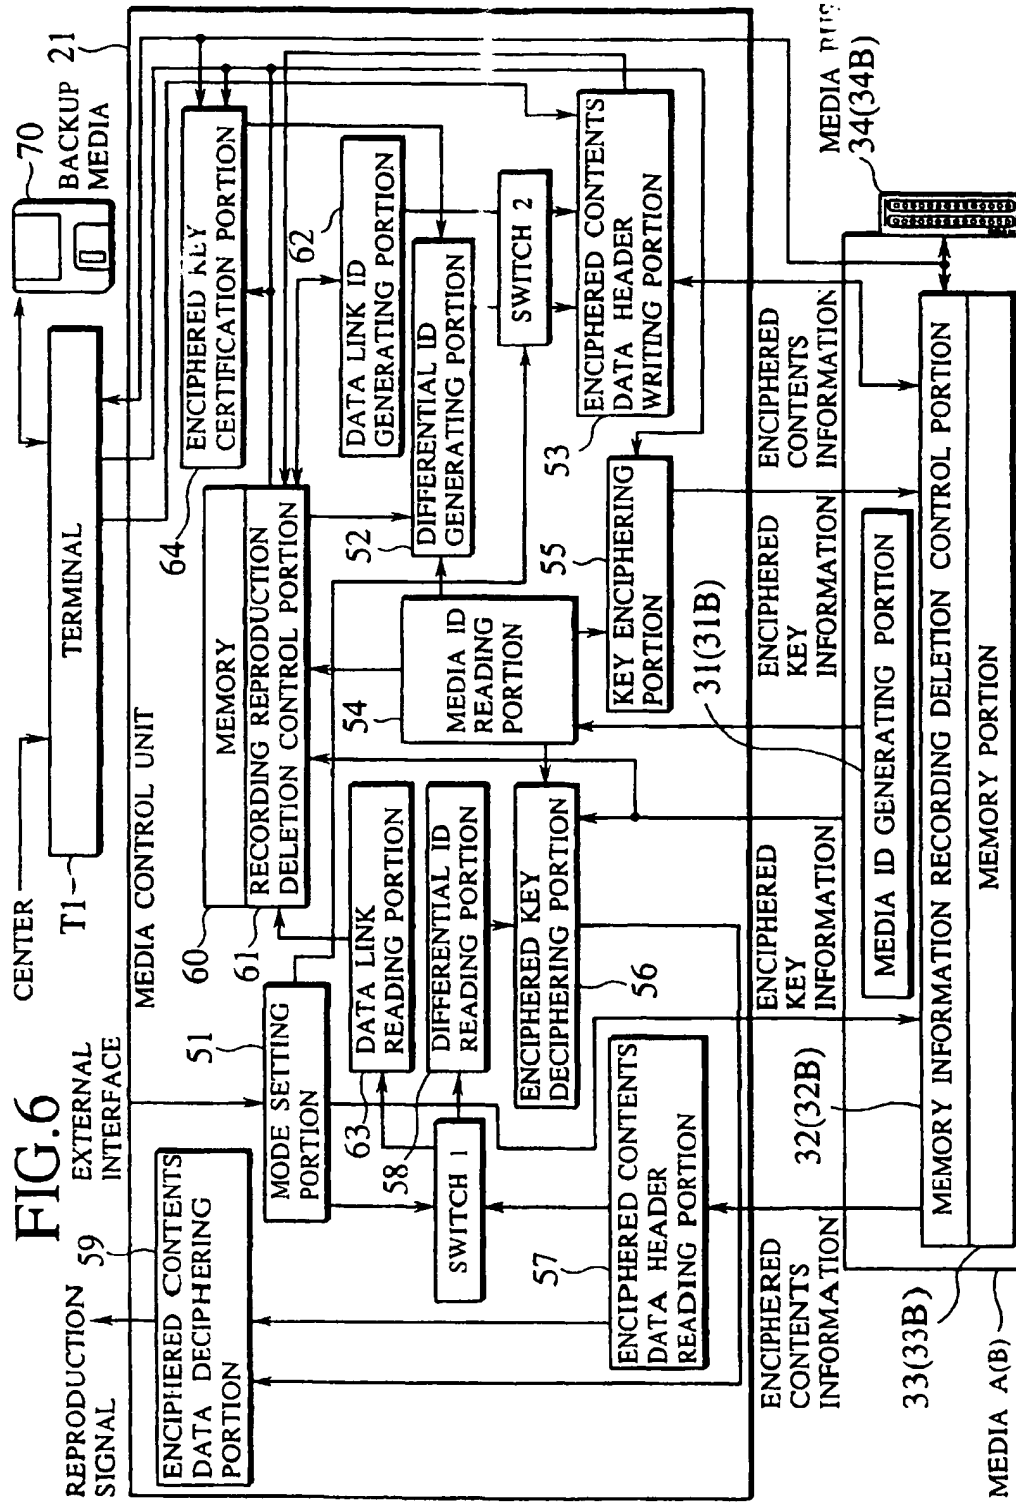 FIG.6
CENTER
T1
TERMINAL
70
BACKUP
MEDIA
21
MEDIA CONTROL UNIT
EXTERNAL
INTERFACE
REPRODUCTION
SIGNAL
59
ENCIPHERED CONTENTS
DATA DECIPHERING
PORTION
51
MODE SETTING
PORTION
60
61
MEMORY
RECORDING REPRODUCTION
DELETION CONTROL PORTION
64
ENCIPHERED KEY
CERTIFICATION PORTION
62
DATA LINK ID
GENERATING PORTION
63
DATA LINK
READING PORTION
58
DIFFERENTIAL ID
READING PORTION
52
DIFFERENTIAL ID
GENERATING PORTION
54
MEDIA ID
READING
PORTION
SWITCH 1
SWITCH 2
ENCIPHERED KEY
DECIPHERING PORTION
56
57
ENCIPHERED CONTENTS
DATA HEADER
READING PORTION
55
KEY ENCIPHERING
PORTION
53
ENCIPHERED CONTENTS
DATA HEADER
WRITING PORTION
ENCIPHERED
CONTENTS
INFORMATION
ENCIPHERED
KEY
INFORMATION
ENCIPHERED
KEY
INFORMATION
ENCIPHERED
CONTENTS
INFORMATION
32(32B)
31(31B)
MEDIA ID GENERATING PORTION
MEDIA
34(34B)
MEMORY INFORMATION RECORDING DELETION CONTROL PORTION
MEMORY PORTION
33(33B)
MEDIA A(B)